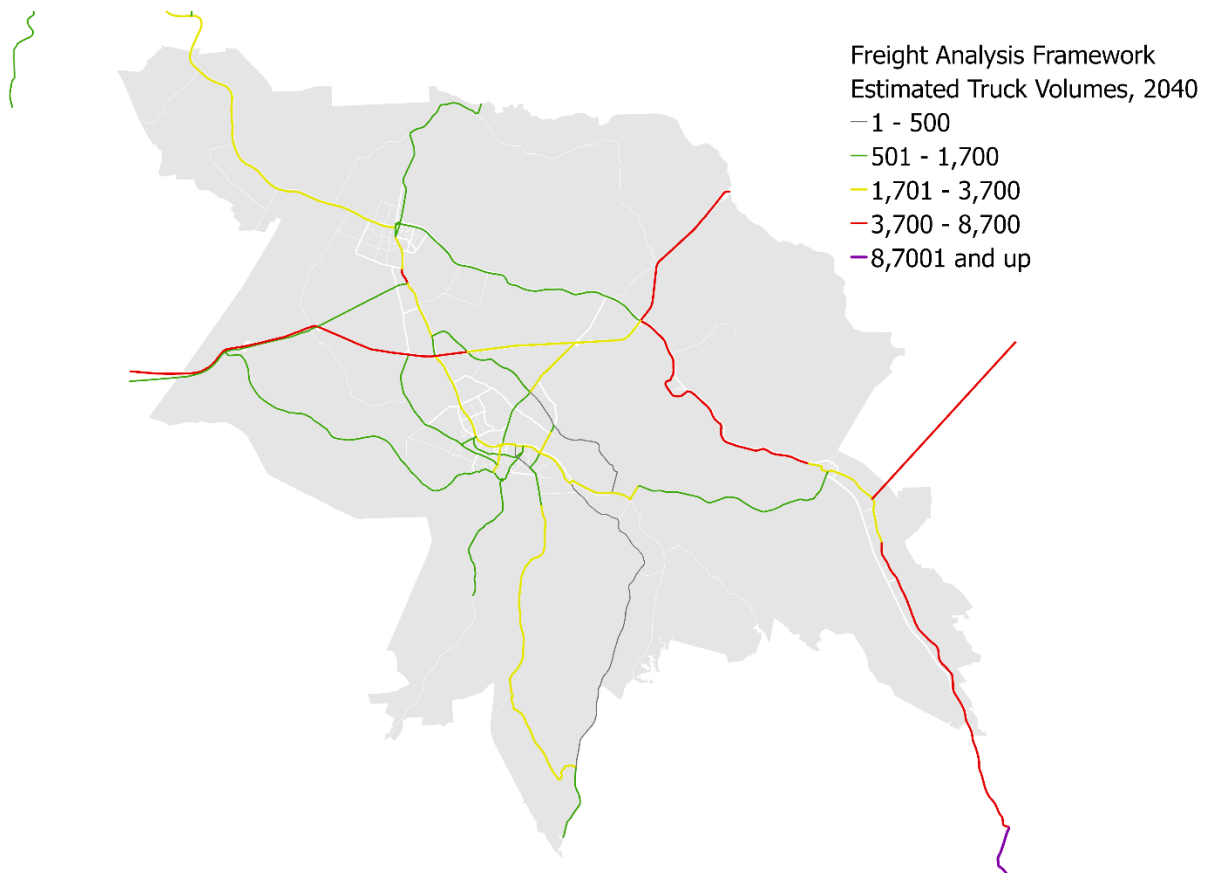 Freight Analysis Framework
Estimated Truck Volumes, 2040
1 - 500
501 - 1,700
1,701 - 3,700
3,700 - 8,700
8,7001 and up